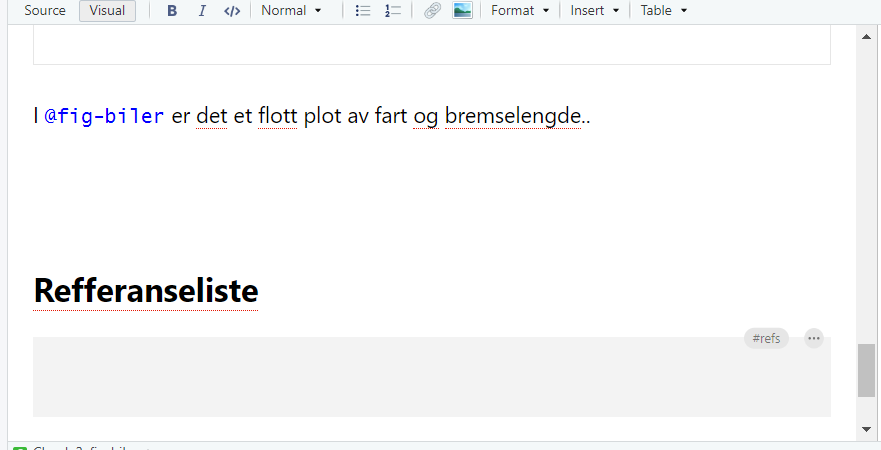 Source Visual B I </> Normal Format Insert Table
I @fig-biler er det et flott plot av fart og bremselengde..
Refferanseliste
#refs